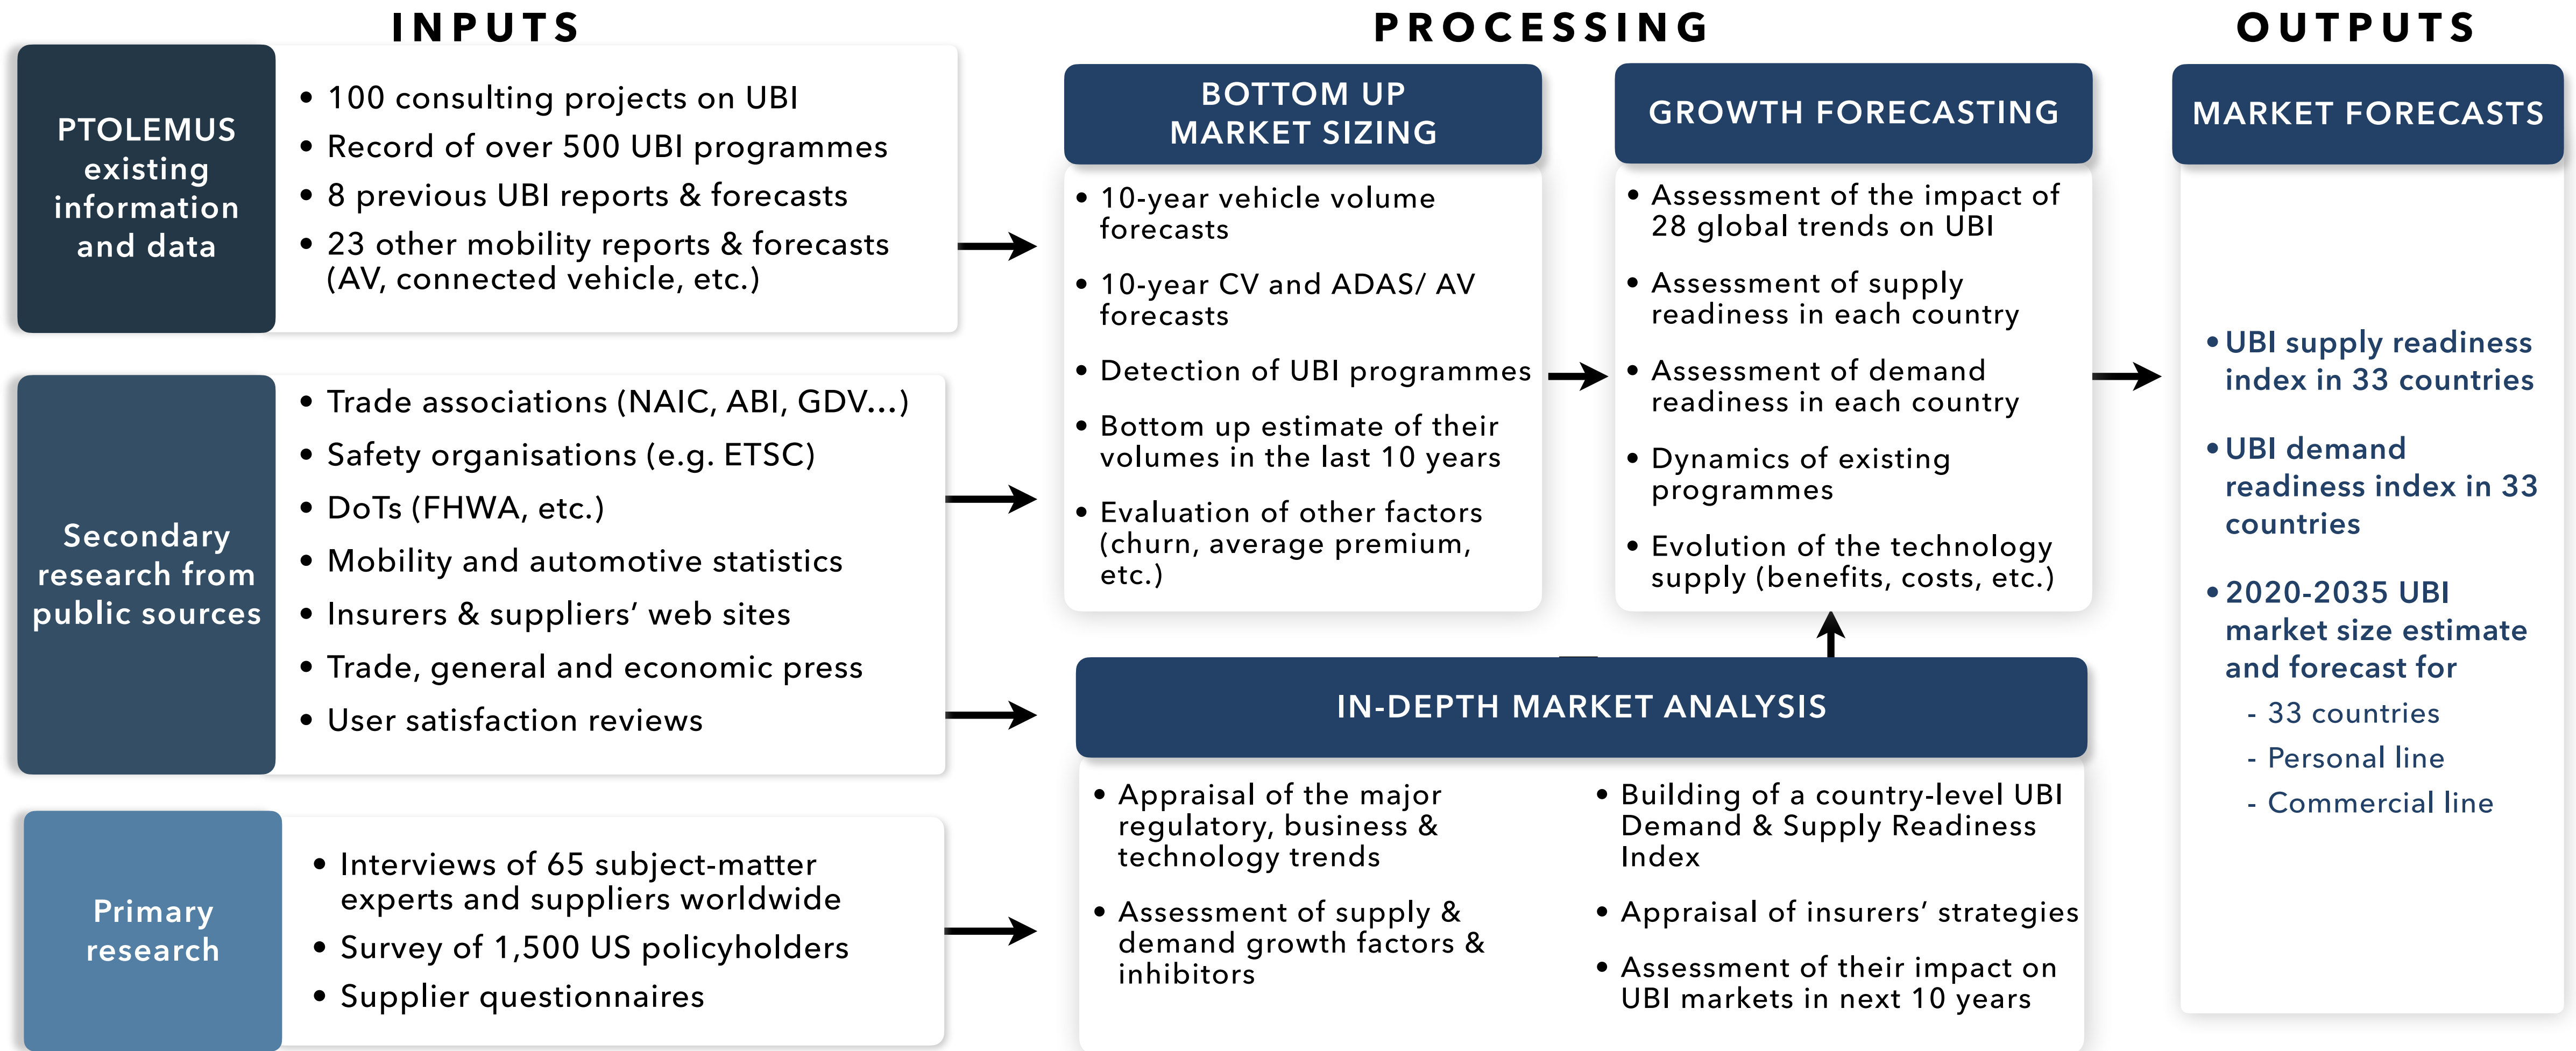 INPUTS
PTOLEMUS
existing
information
and data
• 100 consulting projects on UBI
• Record of over 500 UBI programmes
• 8 previous UBI reports & forecasts
• 23 other mobility reports & forecasts
(AV, connected vehicle, etc.)
Secondary
research from
public sources
• Trade associations (NAIC, ABI, GDV...)
• Safety organisations (e.g. ETSC)
• DoTs (FHWA, etc.)
• Mobility and automotive statistics
• Insurers & suppliers’ web sites
• Trade, general and economic press
• User satisfaction reviews
Primary
research
• Interviews of 65 subject-matter
experts and suppliers worldwide
• Survey of 1,500 US policyholders
• Supplier questionnaires
PROCESSING
BOTTOM UP
MARKET SIZING
• 10-year vehicle volume
forecasts
• 10-year CV and ADAS/ AV
forecasts
• Detection of UBI programmes
• Bottom up estimate of their
volumes in the last 10 years
• Evaluation of other factors
(churn, average premium,
etc.)
GROWTH FORECASTING
• Assessment of the impact of
28 global trends on UBI
• Assessment of supply
readiness in each country
• Assessment of demand
readiness in each country
• Dynamics of existing
programmes
• Evolution of the technology
supply (benefits, costs, etc.)
IN-DEPTH MARKET ANALYSIS
• Appraisal of the major
regulatory, business &
technology trends
• Assessment of supply &
demand growth factors &
inhibitors
• Building of a country-level UBI
Demand & Supply Readiness
Index
• Appraisal of insurers’ strategies
• Assessment of their impact on
UBI markets in next 10 years
OUTPUTS
MARKET FORECASTS
• UBI supply readiness
index in 33 countries
• UBI demand
readiness index in 33
countries
• 2020-2035 UBI
market size estimate
and forecast for
- 33 countries
- Personal line
- Commercial line